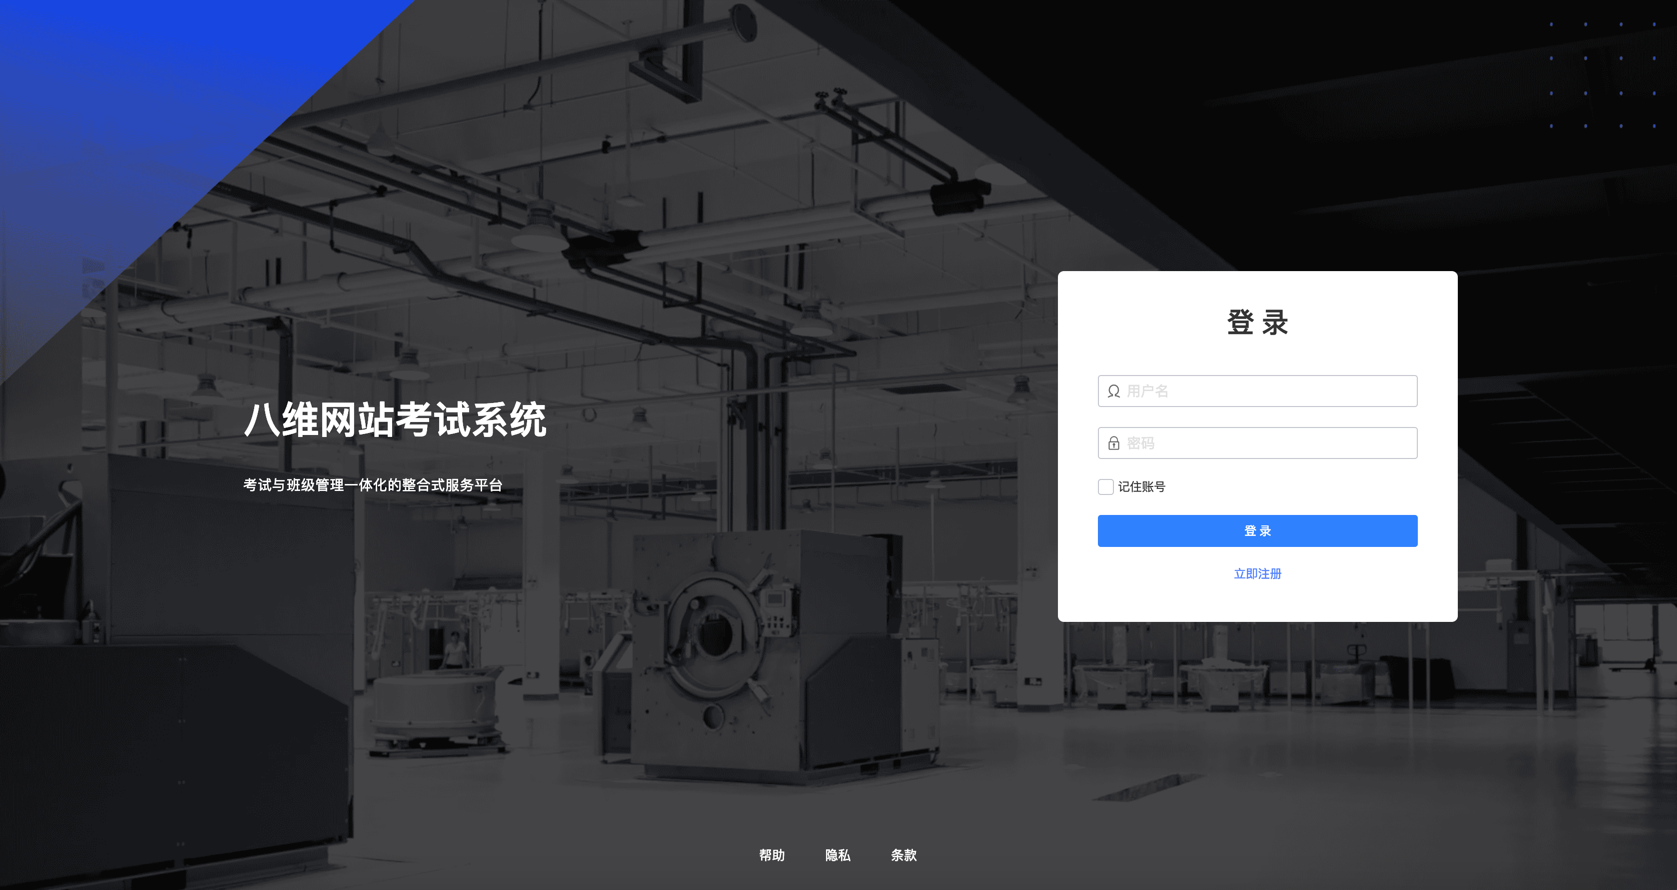 八维网站考试系统
考试与班级管理一体化的整合式服务平台
登 录
用户名
密码
记住账号
登 录
立即注册
帮助 隐私 条款